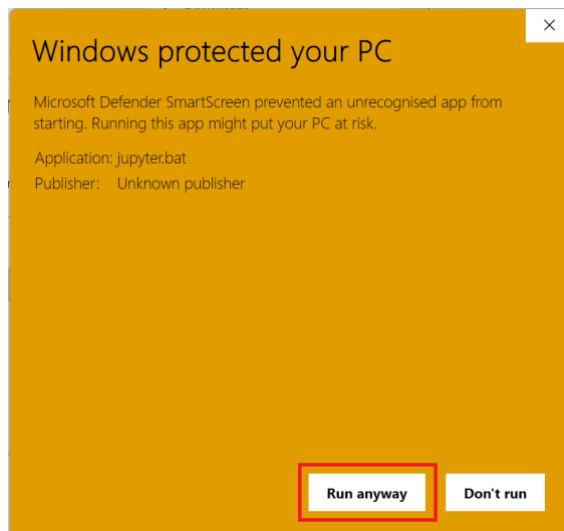 Windows protected your PC
Microsoft Defender SmartScreen prevented an unrecognised app from
starting. Running this app might put your PC at risk.
Application: jupyter.bat
Publisher: Unknown publisher
Run anyway
Don't run